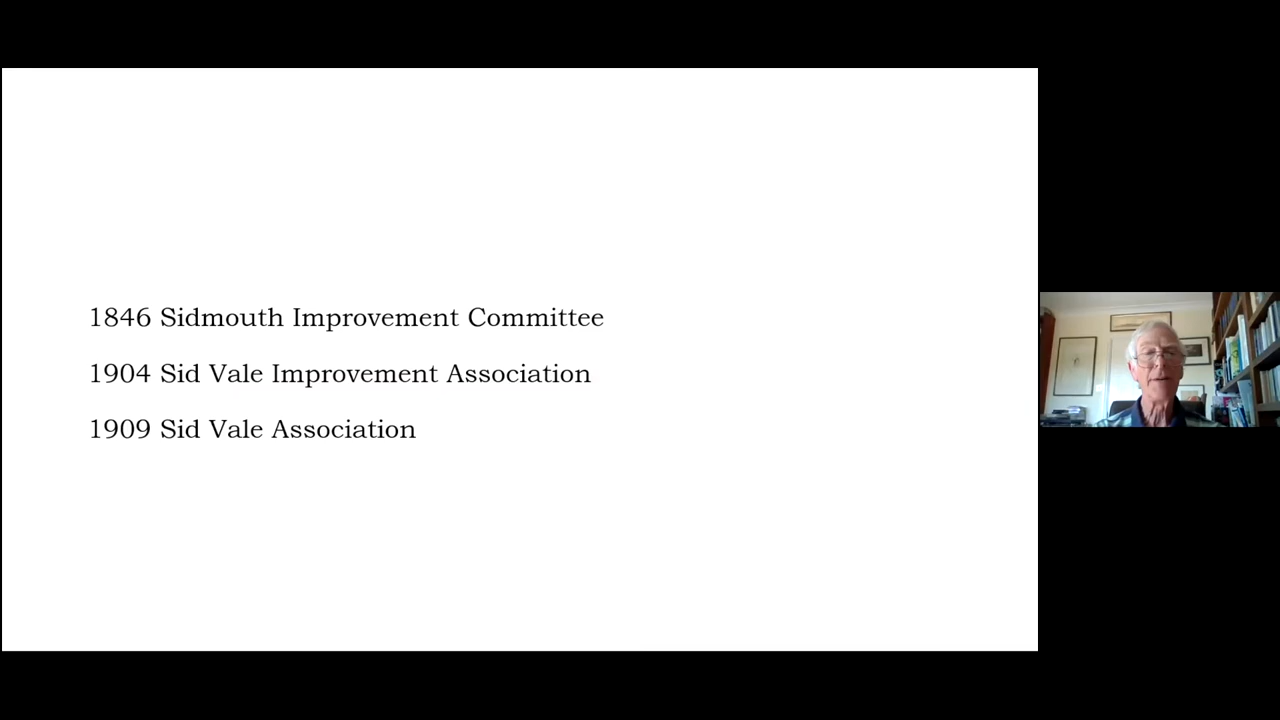 1846 Sidmouth Improvement Committee
1904 Sid Vale Improvement Association
1909 Sid Vale Association